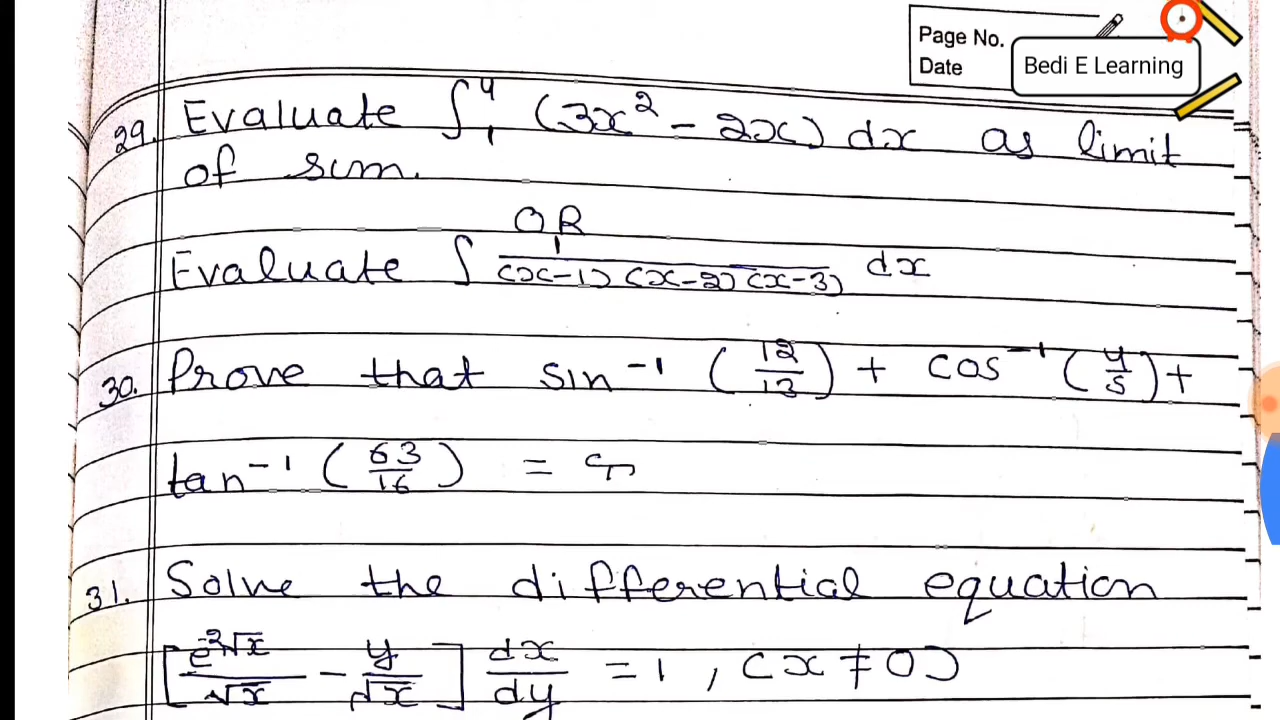 Page No.
Date
Bedi E Learning
29. Evaluate ∫₁⁴ (3x² - 2x) dx as limit
of sum.
OR
Evaluate ∫ 1/((x-1)(x-2)(x-3)) dx
30. Prove that sin⁻¹ (12/13) + cos⁻¹ (4/5) +
tan⁻¹ (63/16) = π
31. Solve the differential equation
[e^(-2√x)/√x - y/√x] dx/dy = 1, (x ≠ 0)